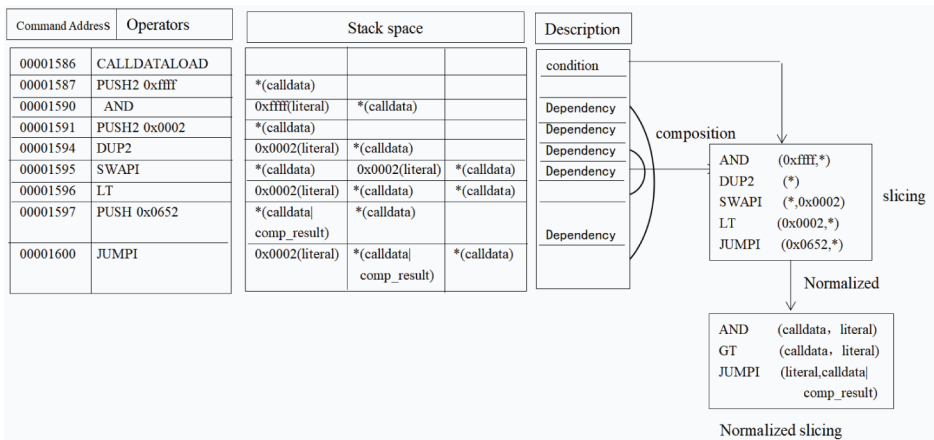 Command Address Operators Stack space Description
00001586 CALLDATALOAD condition
00001587 PUSH2 0xffff *(calldata)
00001590 AND 0xffff(literal) *(calldata) Dependency
00001591 PUSH2 0x0002 *(calldata) Dependency
00001594 DUP2 0x0002(literal) *(calldata) Dependency
00001595 SWAPI *(calldata) 0x0002(literal) *(calldata) Dependency
00001596 LT 0x0002(literal) *(calldata) *(calldata)
00001597 PUSH 0x0652 *(calldata| *(calldata)
comp_result) Dependency
00001600 JUMPI 0x0002(literal) *(calldata| *(calldata)
comp_result)
composition
AND (0xffff,*)
DUP2 (*)
SWAPI (*,0x0002)
LT (0x0002,*)
JUMPI (0x0652,*)
slicing
Normalized
AND (calldata， literal)
GT (calldata， literal)
JUMPI (literal,calldata|
comp_result)
Normalized slicing